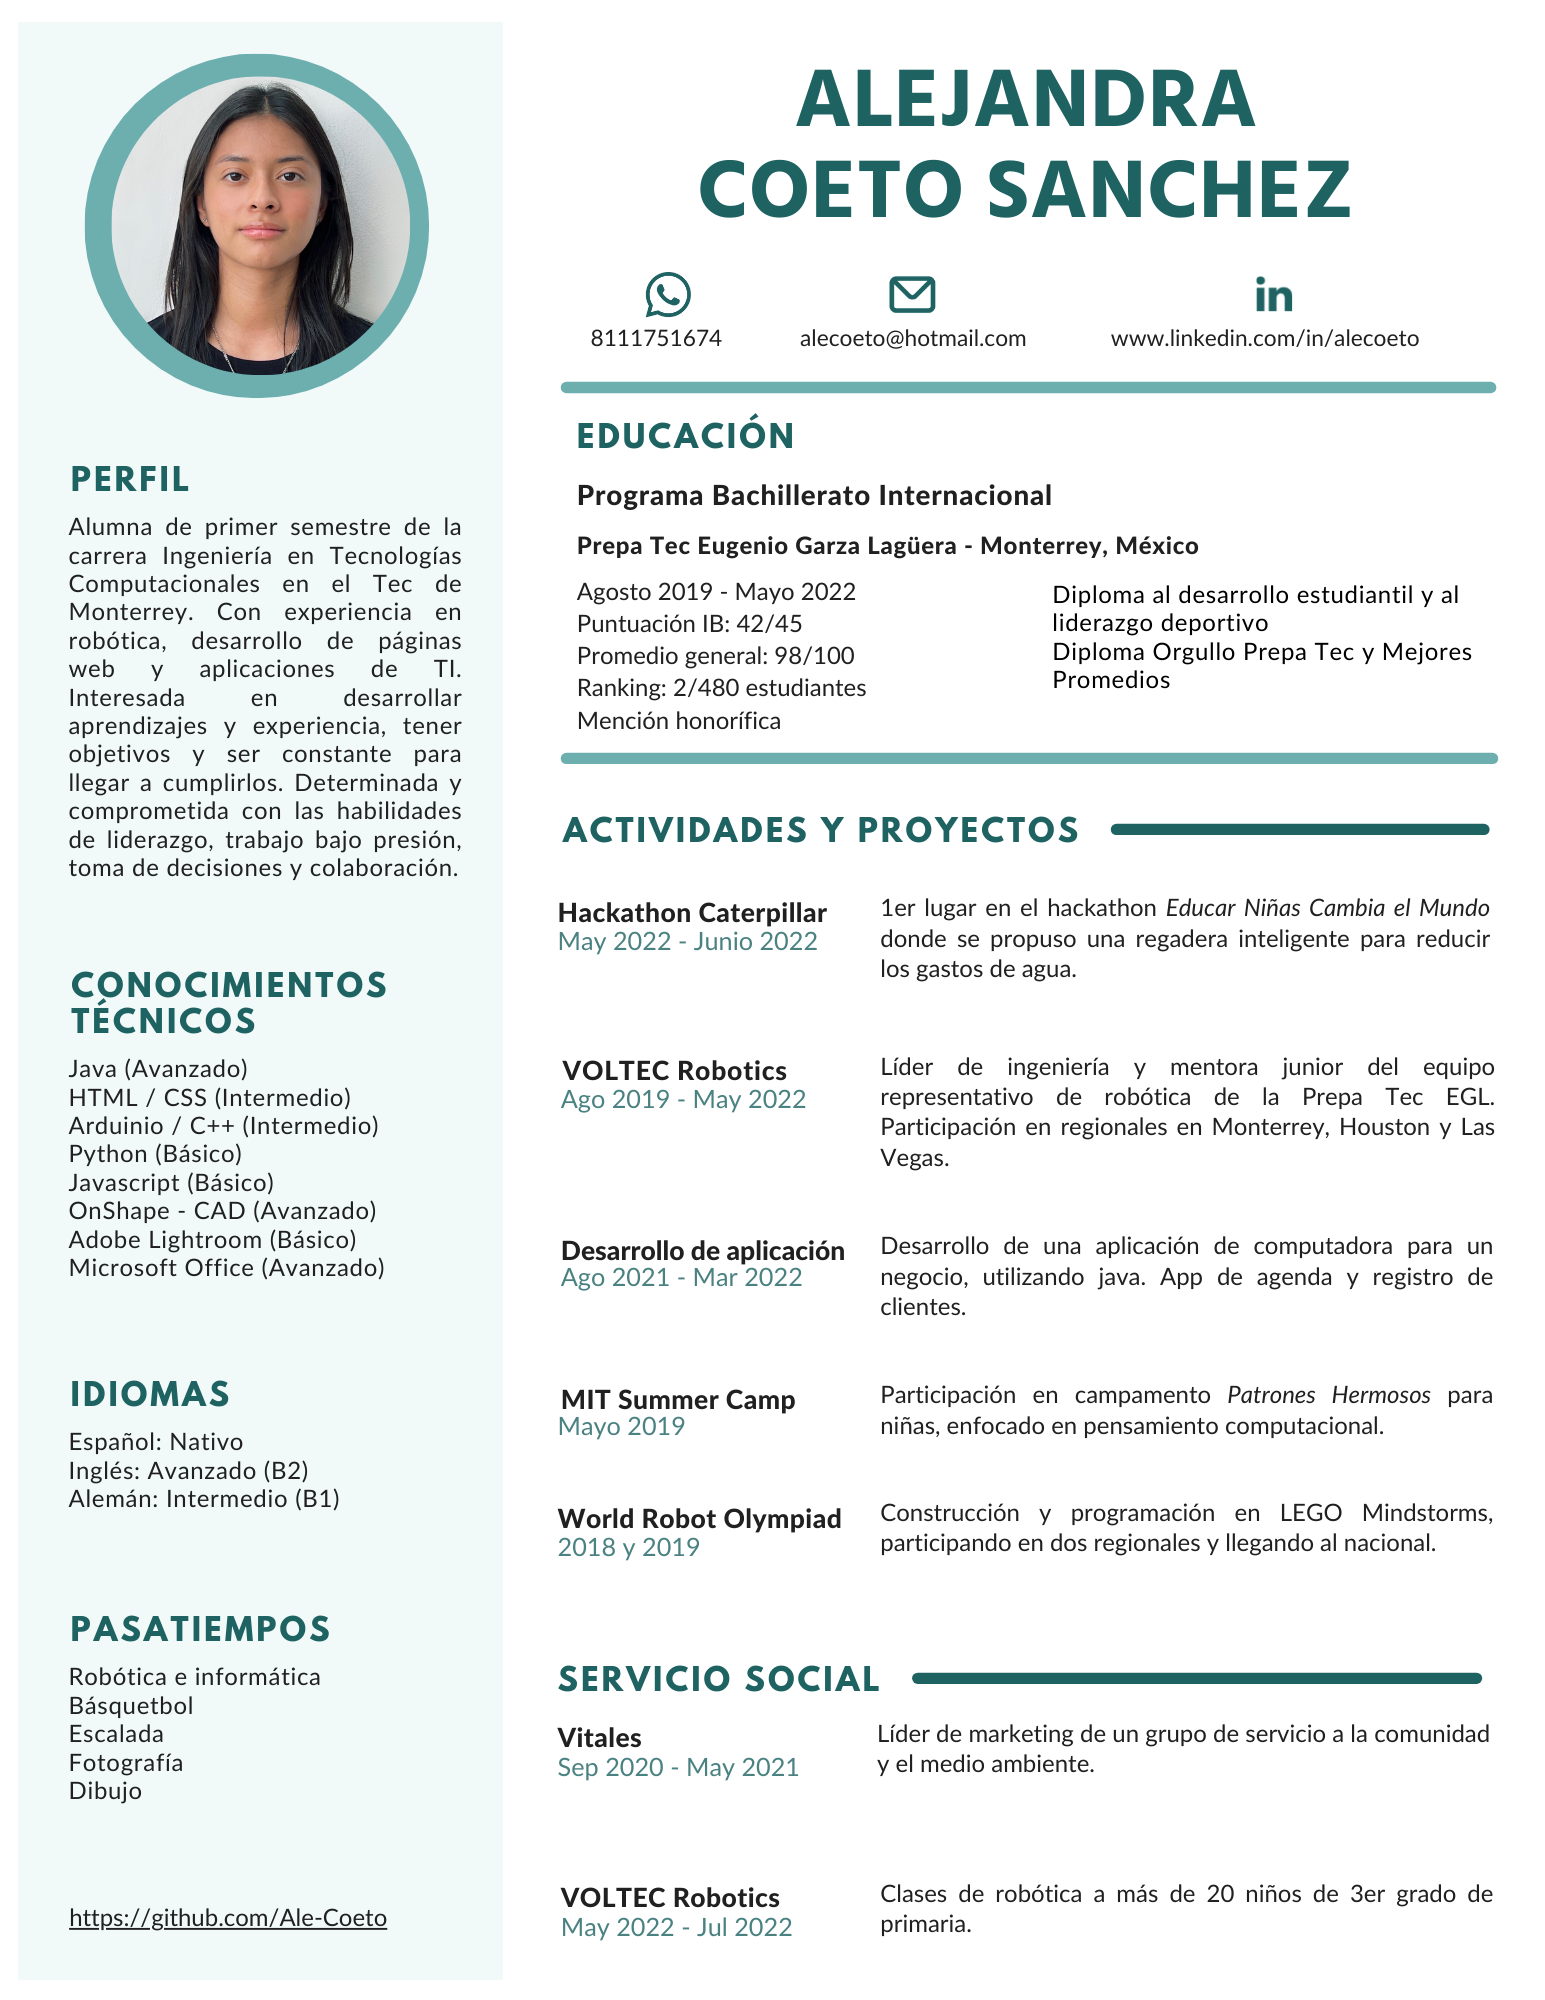 ALEJANDRA
COETO SANCHEZ
8111751674
alecoeto@hotmail.com
www.linkedin.com/in/alecoeto
PERFIL
Alumna de primer semestre de la
carrera Ingeniería en Tecnologías
Computacionales en el Tec de
Monterrey. Con experiencia en
robótica, desarrollo de páginas
web y aplicaciones de TI.
Interesada en desarrollar
aprendizajes y experiencia, tener
objetivos y ser constante para
llegar a cumplirlos. Determinada y
comprometida con las habilidades
de liderazgo, trabajo bajo presión,
toma de decisiones y colaboración.
CONOCIMIENTOS
TÉCNICOS
Java (Avanzado)
HTML / CSS (Intermedio)
Arduinio / C++ (Intermedio)
Python (Básico)
Javascript (Básico)
OnShape - CAD (Avanzado)
Adobe Lightroom (Básico)
Microsoft Office (Avanzado)
IDIOMAS
Español: Nativo
Inglés: Avanzado (B2)
Alemán: Intermedio (B1)
PASATIEMPOS
Robótica e informática
Básquetbol
Escalada
Fotografía
Dibujo
https://github.com/Ale-Coeto
EDUCACIÓN
Programa Bachillerato Internacional
Prepa Tec Eugenio Garza Lagüera - Monterrey, México
Agosto 2019 - Mayo 2022
Puntuación IB: 42/45
Promedio general: 98/100
Ranking: 2/480 estudiantes
Mención honorífica
Diploma al desarrollo estudiantil y al
liderazgo deportivo
Diploma Orgullo Prepa Tec y Mejores
Promedios
ACTIVIDADES Y PROYECTOS
Hackathon Caterpillar
May 2022 - Junio 2022
1er lugar en el hackathon Educar Niñas Cambia el Mundo
donde se propuso una regadera inteligente para reducir
los gastos de agua.
VOLTEC Robotics
Ago 2019 - May 2022
Líder de ingeniería y mentora junior del equipo
representativo de robótica de la Prepa Tec EGL.
Participación en regionales en Monterrey, Houston y Las
Vegas.
Desarrollo de aplicación
Ago 2021 - Mar 2022
Desarrollo de una aplicación de computadora para un
negocio, utilizando java. App de agenda y registro de
clientes.
MIT Summer Camp
Mayo 2019
Participación en campamento Patrones Hermosos para
niñas, enfocado en pensamiento computacional.
World Robot Olympiad
2018 y 2019
Construcción y programación en LEGO Mindstorms,
participando en dos regionales y llegando al nacional.
SERVICIO SOCIAL
Vitales
Sep 2020 - May 2021
Líder de marketing de un grupo de servicio a la comunidad
y el medio ambiente.
VOLTEC Robotics
May 2022 - Jul 2022
Clases de robótica a más de 20 niños de 3er grado de
primaria.